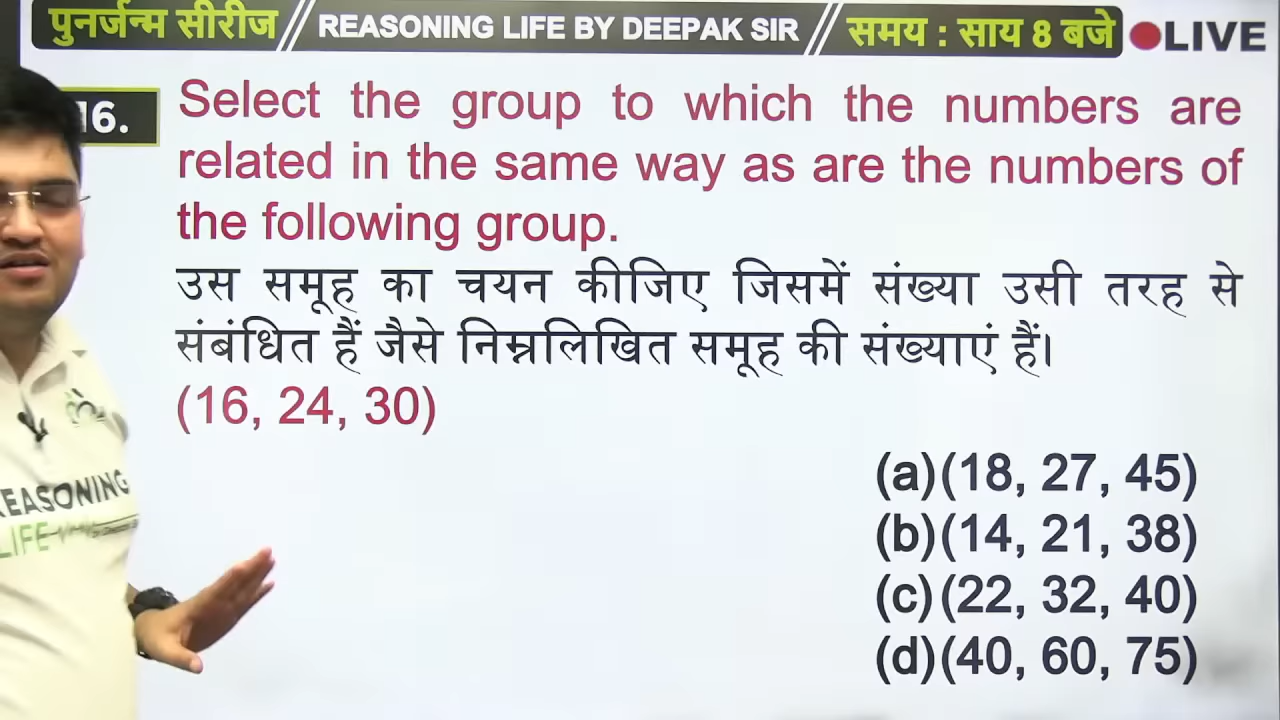 पुनर्जन्म सीरीज // REASONING LIFE BY DEEPAK SIR // समय : साय 8 बजे LIVE
16.
Select the group to which the numbers are
related in the same way as are the numbers of
the following group.
उस समूह का चयन कीजिए जिसमें संख्या उसी तरह से
संबंधित हैं जैसे निम्नलिखित समूह की संख्याएं हैं।
(16, 24, 30)
(a)(18, 27, 45)
(b)(14, 21, 38)
(c)(22, 32, 40)
(d)(40, 60, 75)
REASONING
LIFE